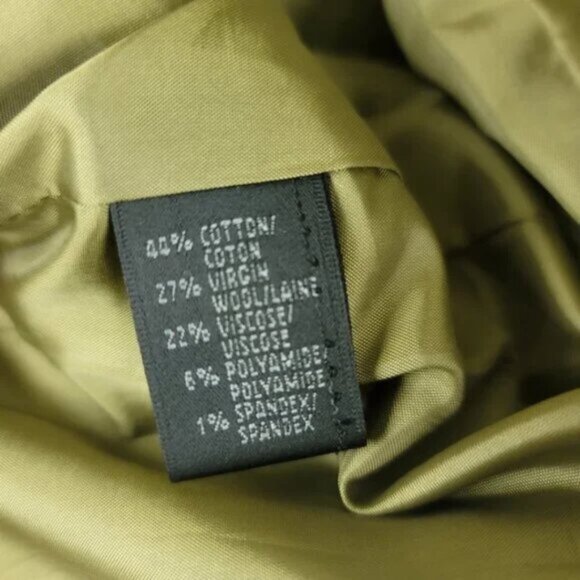 44% COTTON/
COTON
27% VIRGIN
WOOL/LAINE
22% VISCOSE/
VISCOSE
6% POLYAMIDE/
POLYAMIDE
1% SPANDEX/
SPANDEX